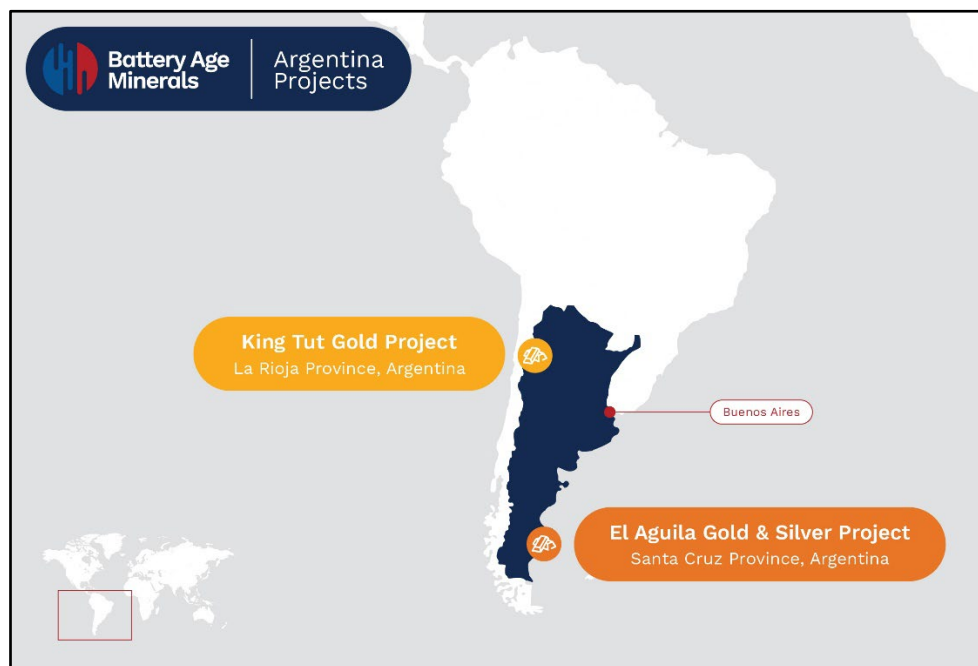 Battery Age
Minerals
Argentina
Projects
King Tut Gold Project
La Rioja Province, Argentina
Buenos Aires
El Aguila Gold & Silver Project
Santa Cruz Province, Argentina